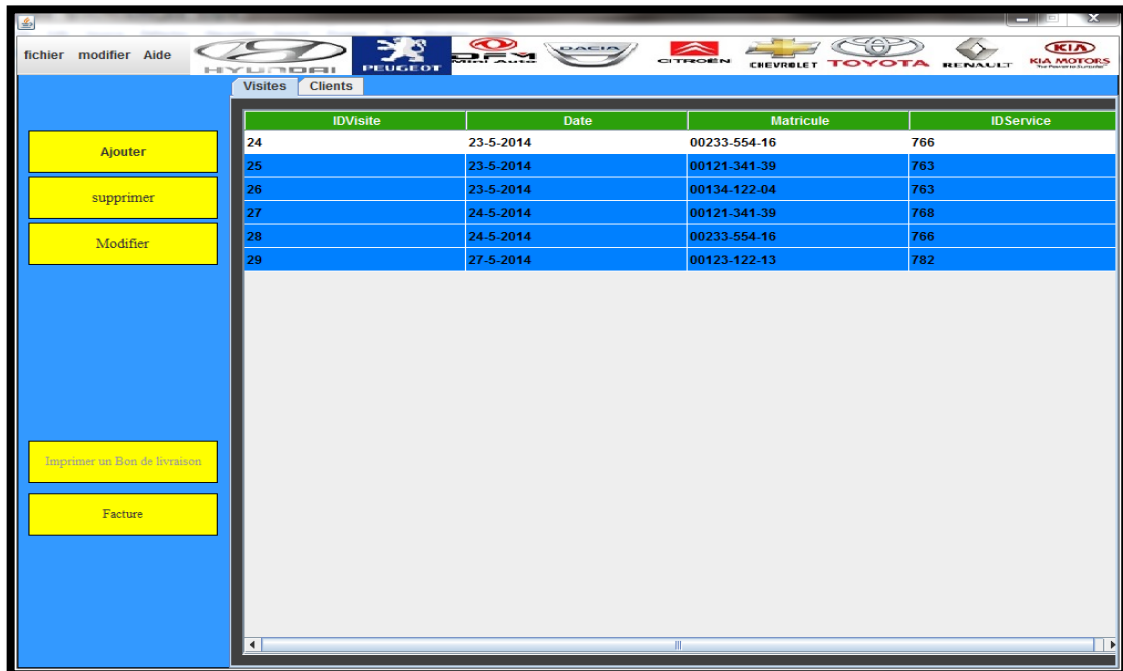 fichier modifier Aide HYUNDAI PEUGEOT DFM Mini Auto DACIA CITROËN CHEVROLET TOYOTA RENAULT KIA KIA MOTORS
Visites Clients
IDVisite Date Matricule IDService
24 23-5-2014 00233-554-16 766
25 23-5-2014 00121-341-39 763
26 23-5-2014 00134-122-04 763
27 24-5-2014 00121-341-39 768
28 24-5-2014 00233-554-16 766
29 27-5-2014 00123-122-13 782
Ajouter
supprimer
Modifier
Imprimer un Bon de livraison
Facture